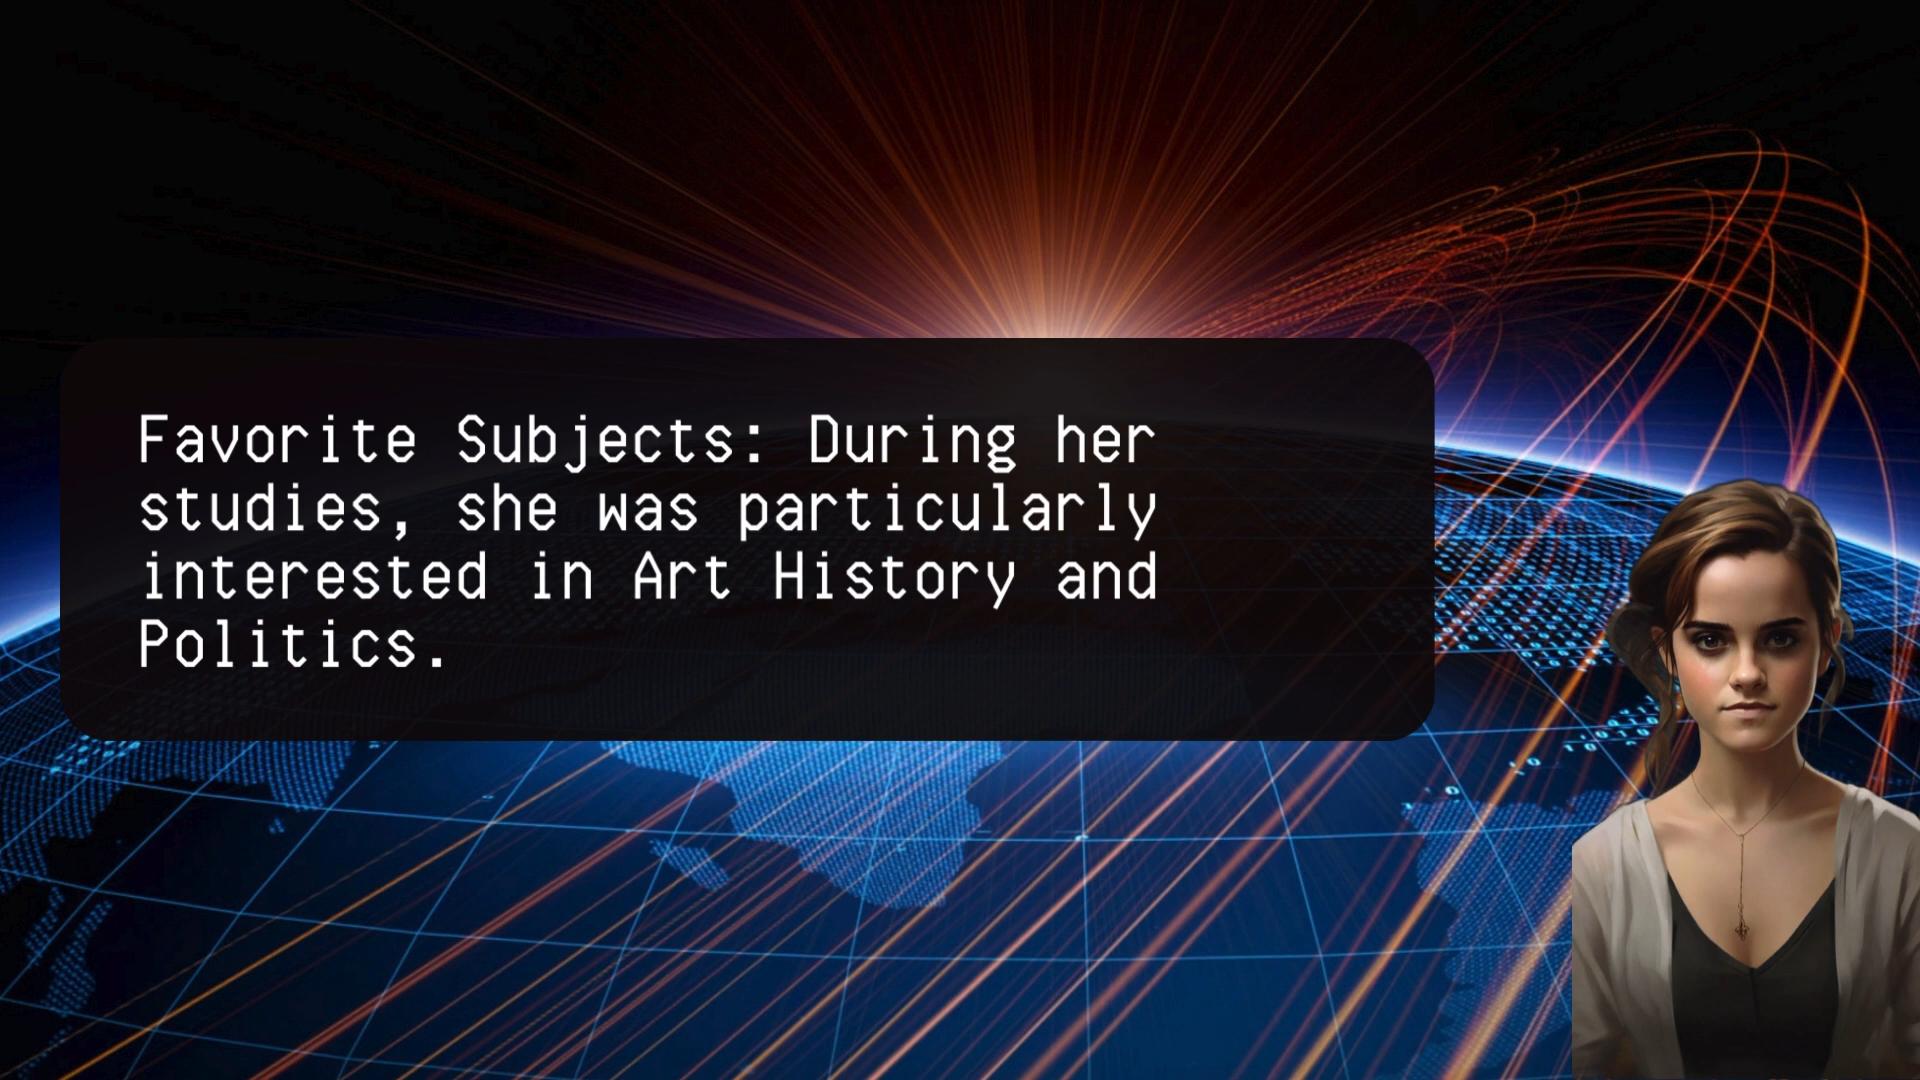 Favorite Subjects: During her
studies, she was particularly
interested in Art History and
Politics.